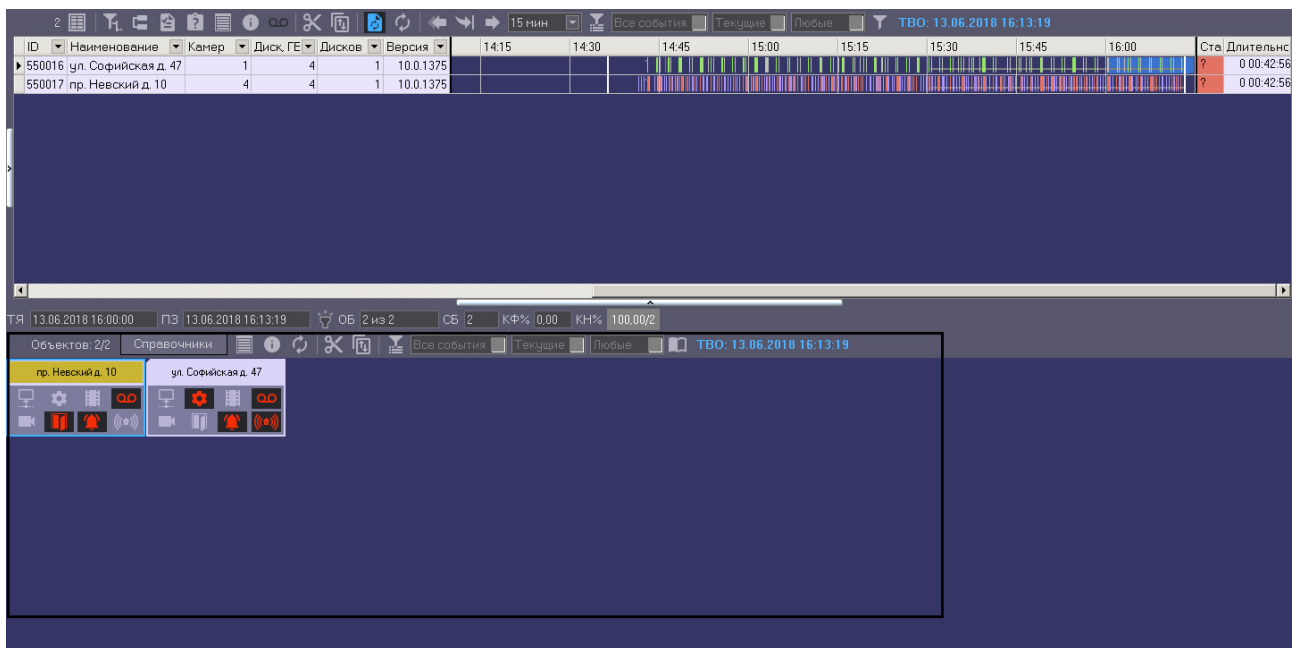 2 15 мин Все события Текущие Любые ТВО: 13.06.2018 16:13:19
ID Наименование Камер Диск, ГЕ Дисков Версия 14:15 14:30 14:45 15:00 15:15 15:30 15:45 16:00 Ста Длительнс
550016 ул. Софийская д. 47 1 4 1 10.0.1375 ? 0 00:42:56
550017 пр. Невский д. 10 4 4 1 10.0.1375 ? 0 00:42:56
ТЯ 13.06.2018 16:00:00 ПЗ 13.06.2018 16:13:19 ОБ 2 из 2 СБ 2 КФ% 0,00 КН% 100,00/2
Объектов: 2/2 Справочники Все события Текущие Любые ТВО: 13.06.2018 16:13:19
пр. Невский д. 10 ул. Софийская д. 47